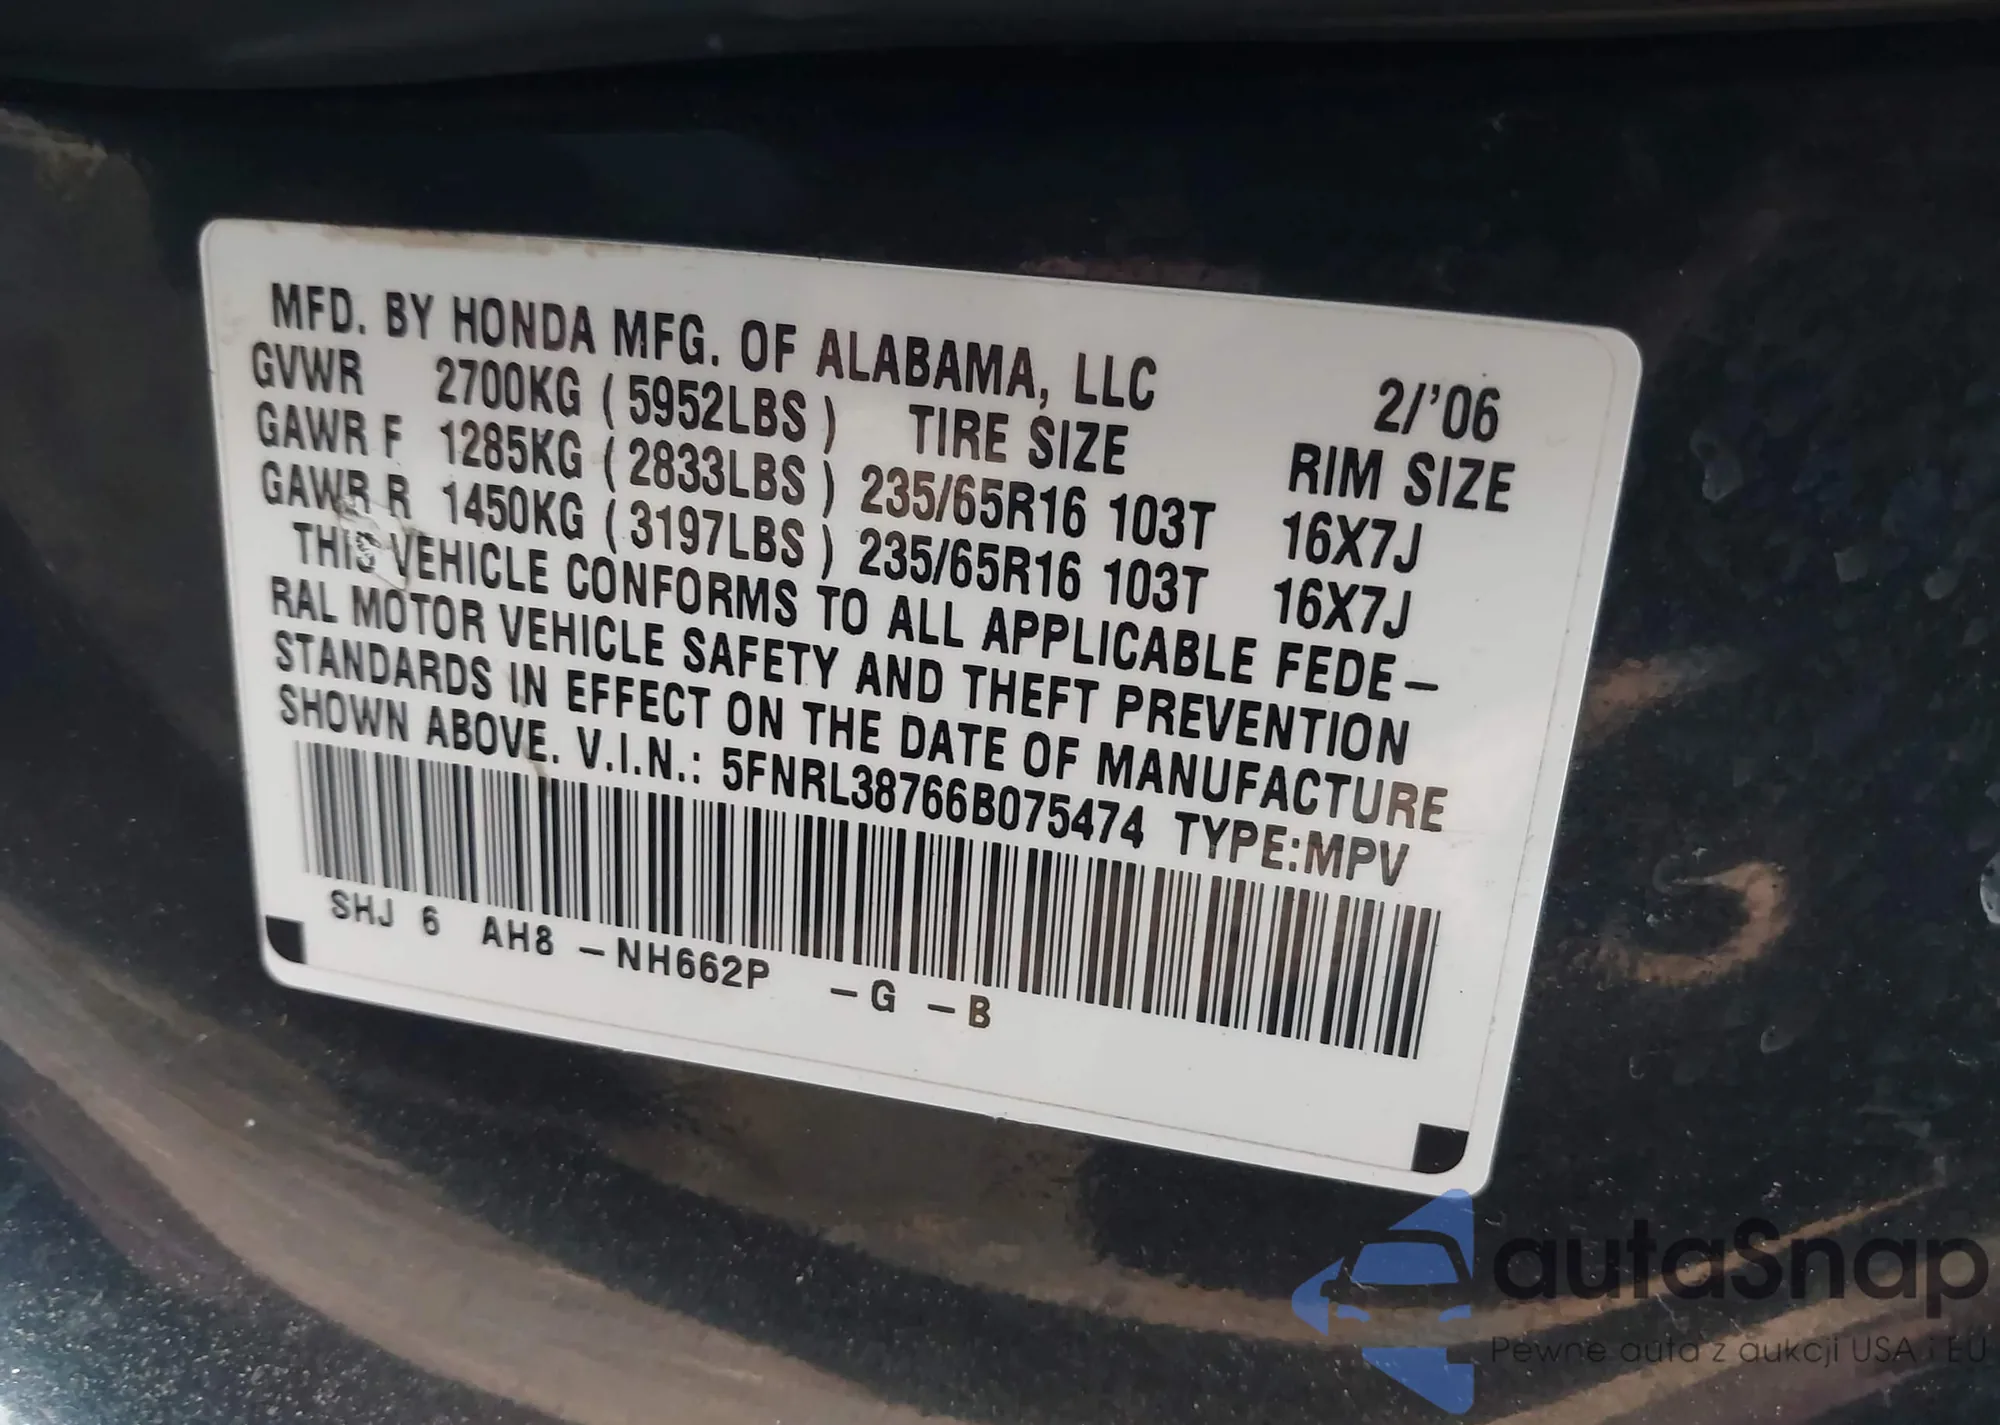 MFD. BY HONDA MFG. OF ALABAMA, LLC 2/'06
GVWR 2700KG ( 5952LBS ) TIRE SIZE RIM SIZE
GAWR F 1285KG ( 2833LBS ) 235/65R16 103T 16X7J
GAWR R 1450KG ( 3197LBS ) 235/65R16 103T 16X7J
THIS VEHICLE CONFORMS TO ALL APPLICABLE FEDE-
RAL MOTOR VEHICLE SAFETY AND THEFT PREVENTION
STANDARDS IN EFFECT ON THE DATE OF MANUFACTURE
SHOWN ABOVE. V.I.N.: 5FNRL38766B075474 TYPE:MPV
SHJ 6 AH8 -NH662P -G -B
autaSnap
Pewne auta z aukcji USA i EU